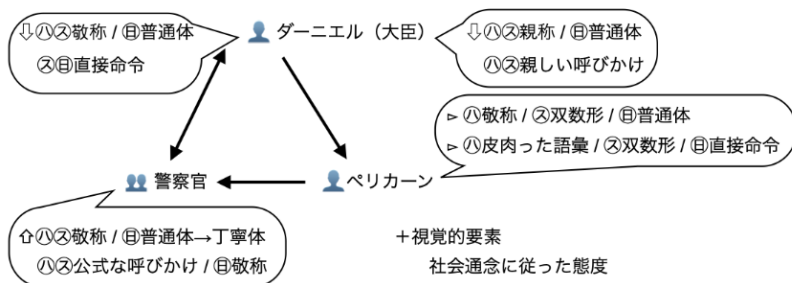 ⇩㋩㋜敬称 / ㊐普通体
㋜㊐直接命令
ダーニエル（大臣）
⇩㋩㋜親称 / ㊐普通体
㋩㋜親しい呼びかけ
▹ ㋩敬称 / ㋜双数形 / ㊐普通体
▹ ㋩皮肉った語彙 / ㋜双数形 / ㊐直接命令
警察官
ペリカーン
⇧㋩㋜敬称 / ㊐普通体→丁寧体
㋩㋜公式な呼びかけ / ㊐敬称
＋視覚的要素
社会通念に従った態度